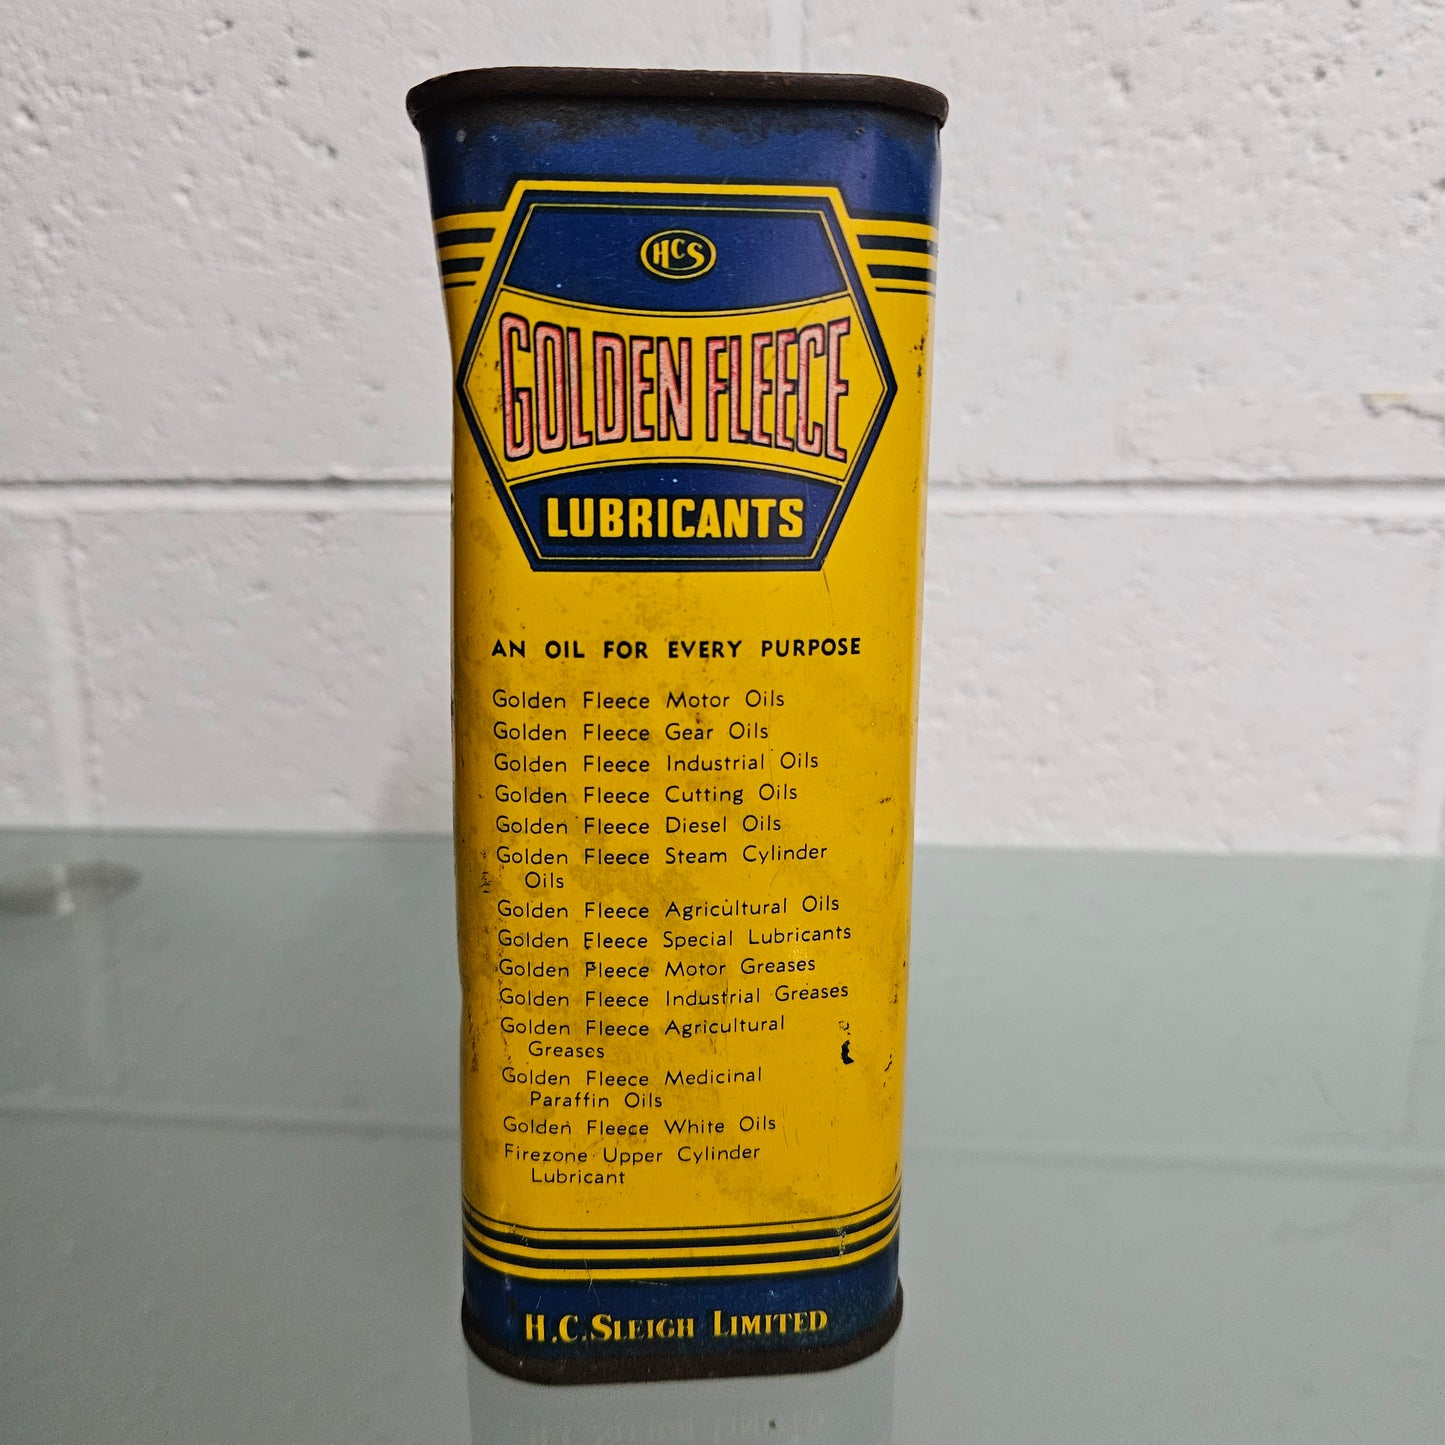 HCS
GOLDEN FLEECE
LUBRICANTS
AN OIL FOR EVERY PURPOSE
Golden Fleece Motor Oils
Golden Fleece Gear Oils
Golden Fleece Industrial Oils
Golden Fleece Cutting Oils
Golden Fleece Diesel Oils
Golden Fleece Steam Cylinder
Oils
Golden Fleece Agricultural Oils
Golden Fleece Special Lubricants
Golden Fleece Motor Greases
Golden Fleece Industrial Greases
Golden Fleece Agricultural
Greases
Golden Fleece Medicinal
Paraffin Oils
Golden Fleece White Oils
Firezone Upper Cylinder
Lubricant
H.C.SLEIGH LIMITED